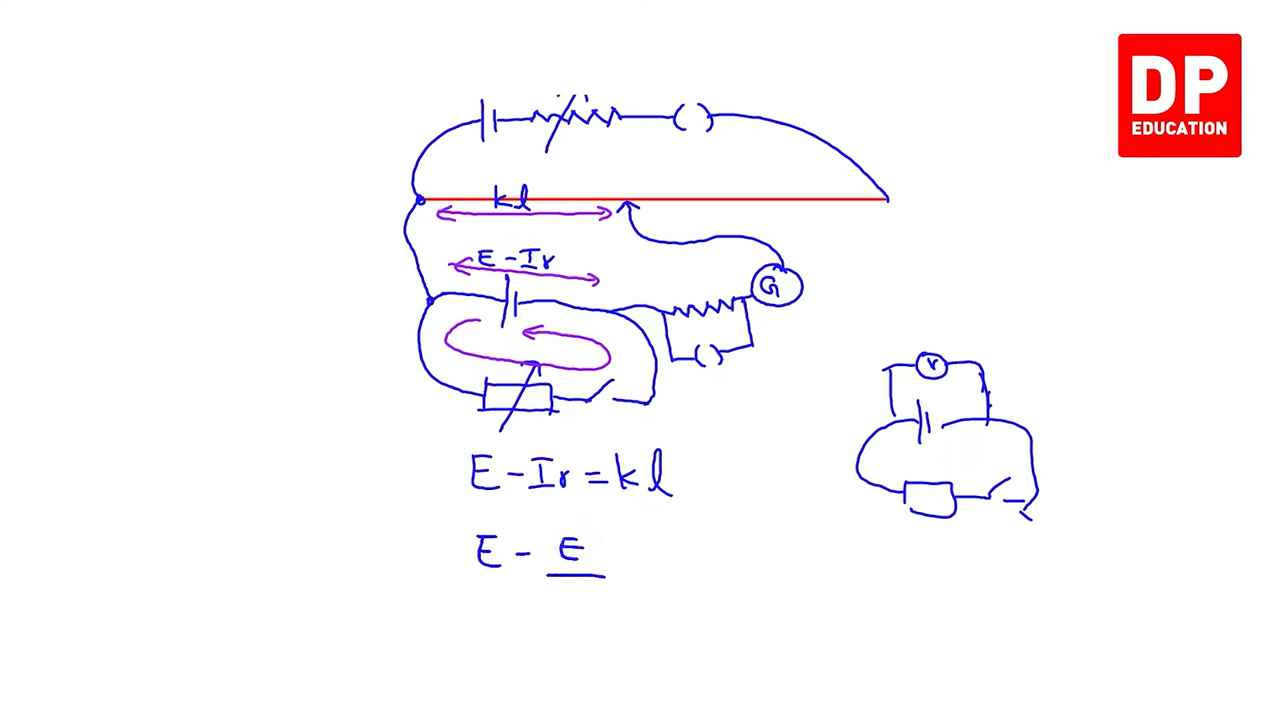 DP
EDUCATION
kl
E - Ir
G
V
E - Ir = kl
E - E